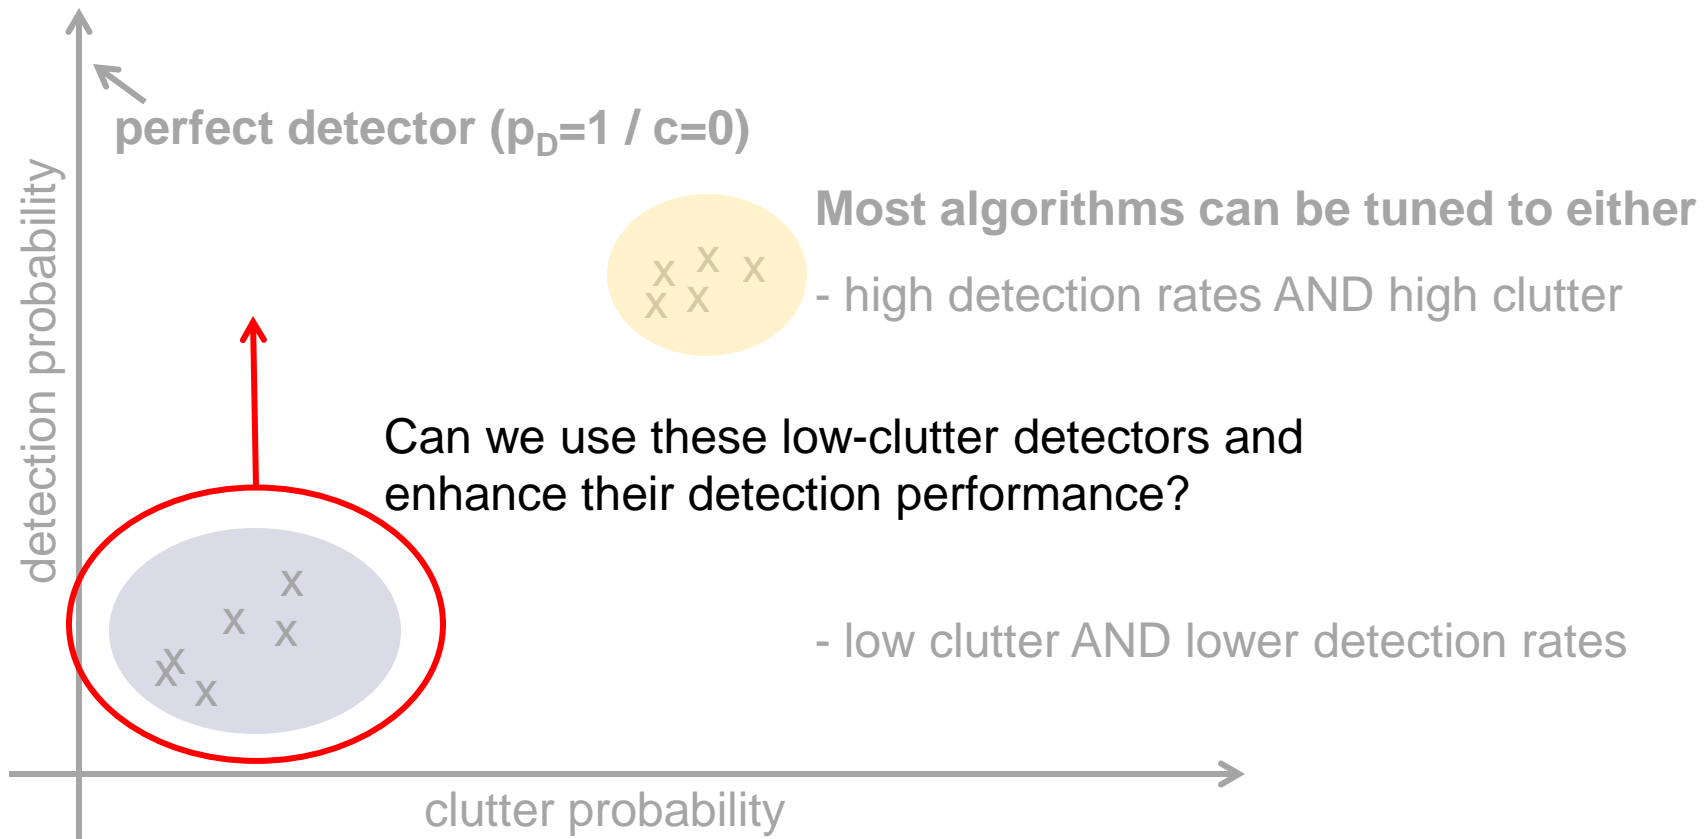 perfect detector (p_D=1 / c=0)
detection probability
Most algorithms can be tuned to either
x x x x x
- high detection rates AND high clutter
Can we use these low-clutter detectors and
enhance their detection performance?
x x x x x x
- low clutter AND lower detection rates
clutter probability